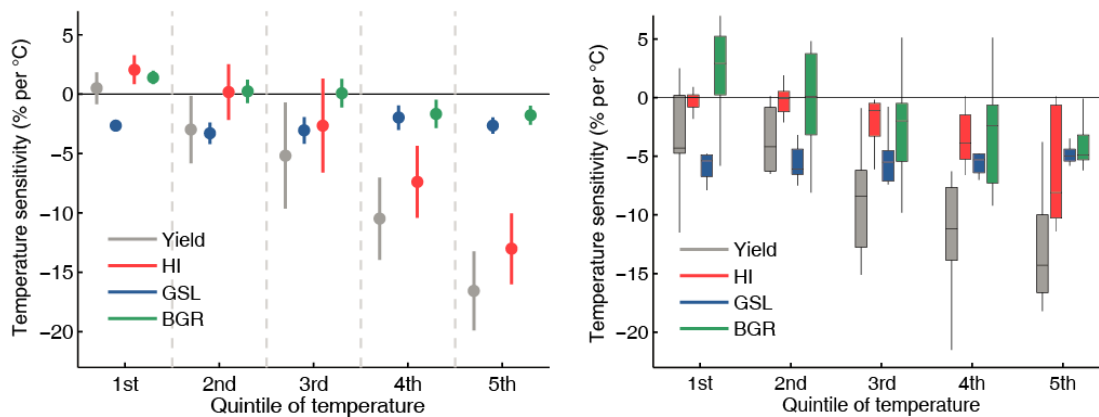 Temperature sensitivity (% per °C)
5
0
−5
−10
−15
−20
Yield
HI
GSL
BGR
1st 2nd 3rd 4th 5th
Quintile of temperature
Temperature sensitivity (% per °C)
5
0
−5
−10
−15
−20
Yield
HI
GSL
BGR
1st 2nd 3rd 4th 5th
Quintile of temperature